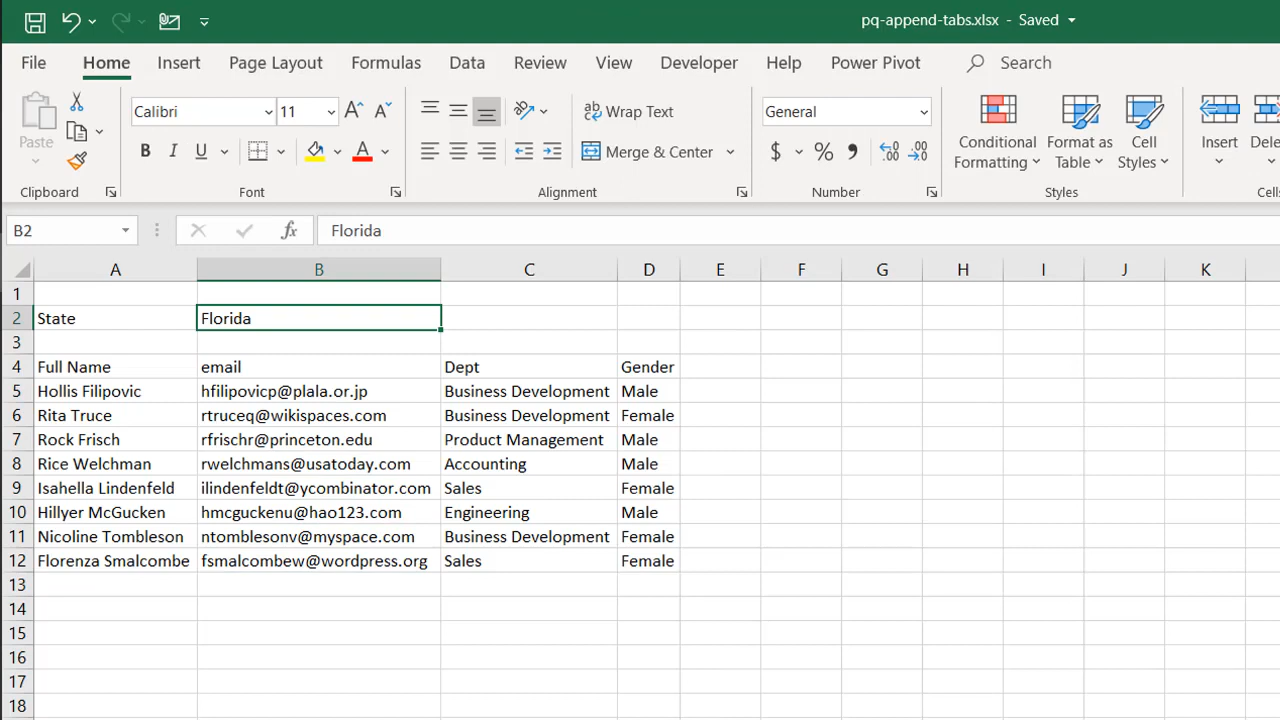 pq-append-tabs.xlsx - Saved
File Home Insert Page Layout Formulas Data Review View Developer Help Power Pivot Search
Paste
Calibri 11
B I U A
Wrap Text
Merge & Center
General
$ % 9
Conditional Formatting
Format as Table
Cell Styles
Insert
Dele
Clipboard Font Alignment Number Styles Cells
B2 fx Florida
A B C D E F G H I J K
1
2 State Florida
3
4 Full Name email Dept Gender
5 Hollis Filipovic hfilipovicp@plala.or.jp Business Development Male
6 Rita Truce rtruceq@wikispaces.com Business Development Female
7 Rock Frisch rfrischr@princeton.edu Product Management Male
8 Rice Welchman rwelchmans@usatoday.com Accounting Male
9 Isahella Lindenfeld ilindenfeldt@ycombinator.com Sales Female
10 Hillyer McGucken hmcguckenu@hao123.com Engineering Male
11 Nicoline Tombleson ntomblesonv@myspace.com Business Development Female
12 Florenza Smalcombe fsmalcombew@wordpress.org Sales Female
13
14
15
16
17
18